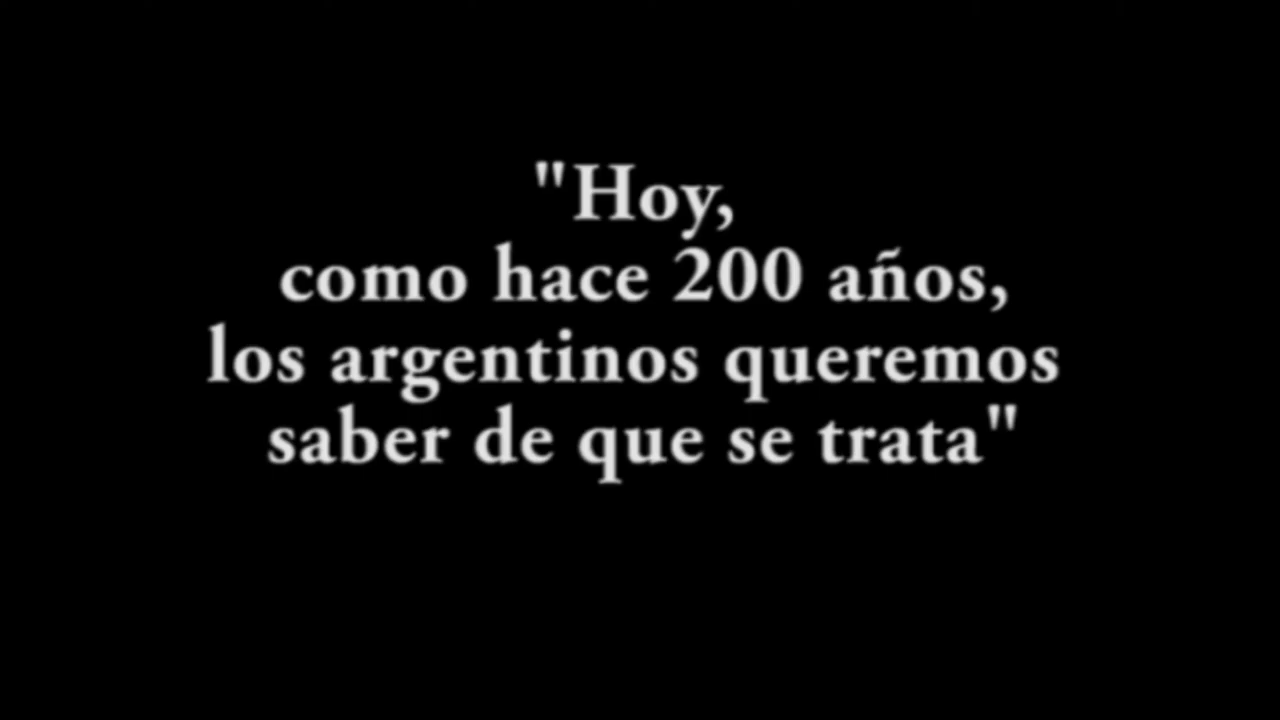 "Hoy,
como hace 200 años,
los argentinos queremos
saber de que se trata"